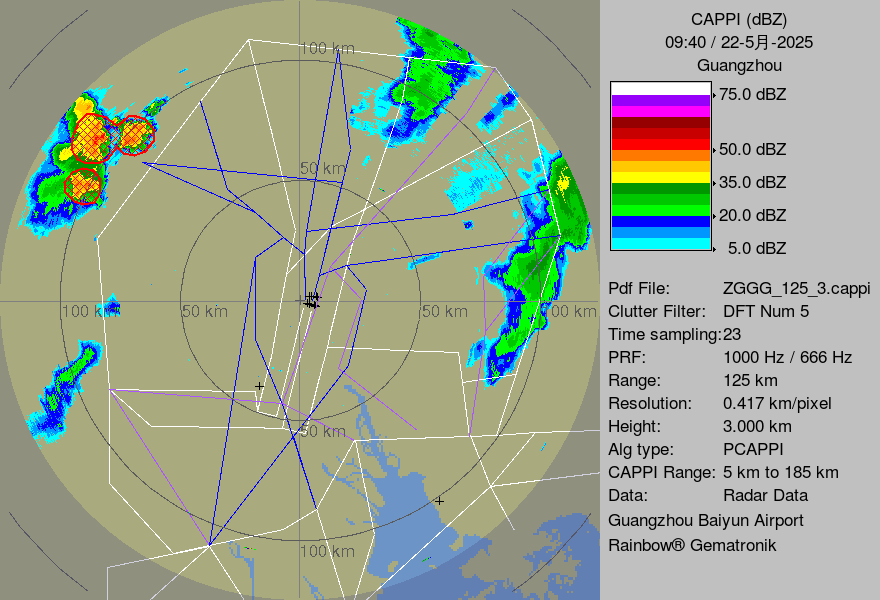 100 km
50 km
100 km
50 km
50 km
00 km
50 km
100 km
CAPPI (dBZ)
09:40 / 22-5月-2025
Guangzhou
75.0 dBZ
50.0 dBZ
35.0 dBZ
20.0 dBZ
5.0 dBZ
Pdf File: ZGGG_125_3.cappi
Clutter Filter: DFT Num 5
Time sampling:23
PRF: 1000 Hz / 666 Hz
Range: 125 km
Resolution: 0.417 km/pixel
Height: 3.000 km
Alg type: PCAPPI
CAPPI Range: 5 km to 185 km
Data: Radar Data
Guangzhou Baiyun Airport
Rainbow® Gematronik